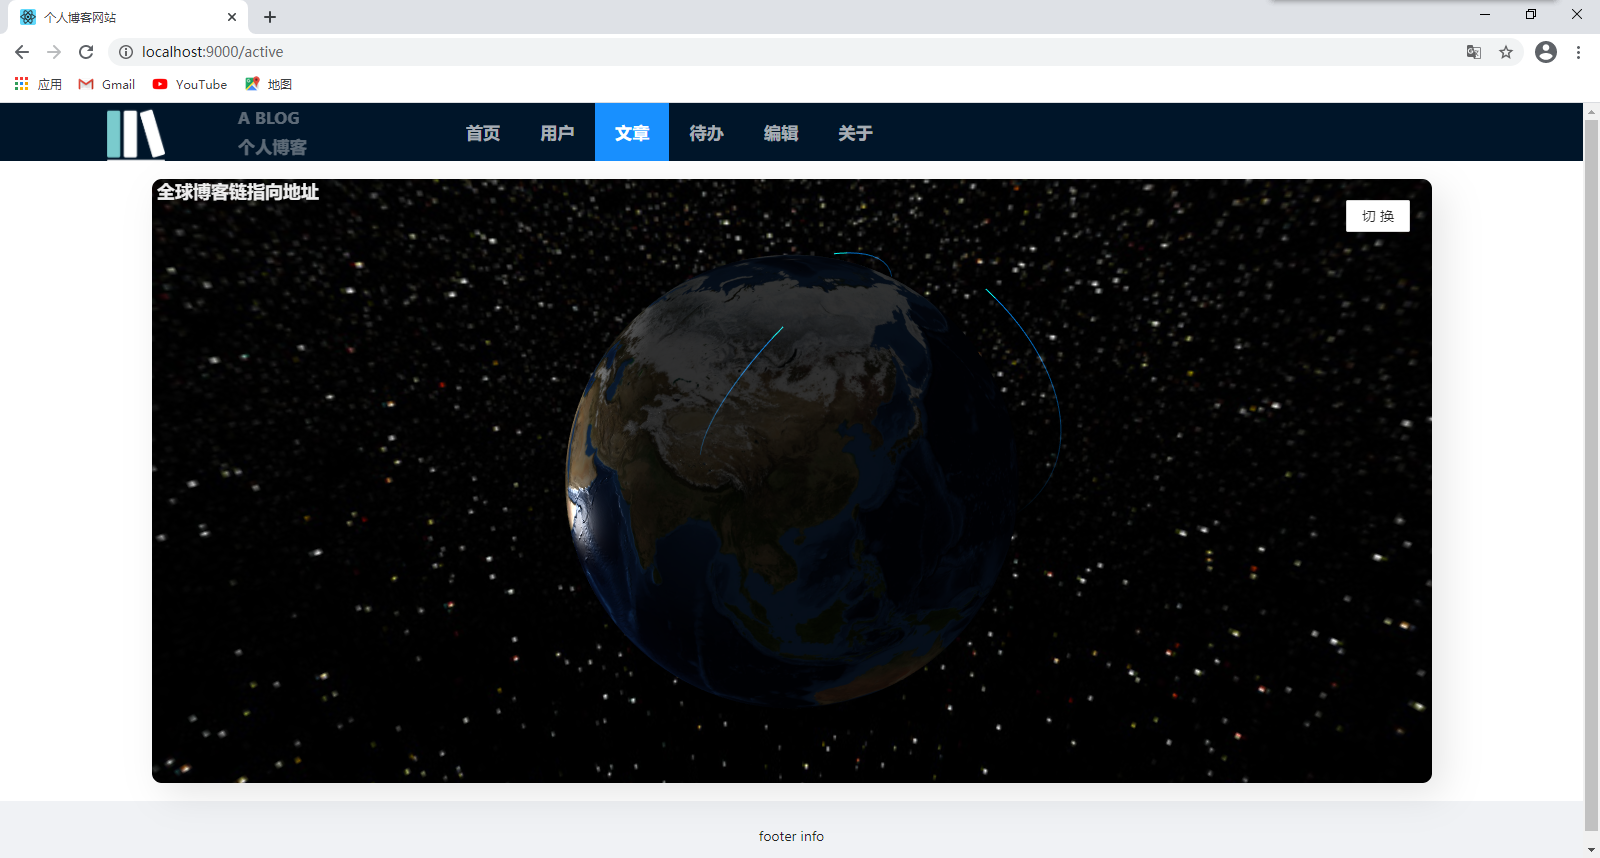 个人博客网站
localhost:9000/active
应用 Gmail YouTube 地图
A BLOG
个人博客
首页 用户 文章 待办 编辑 关于
全球博客链指向地址
切 换
footer info